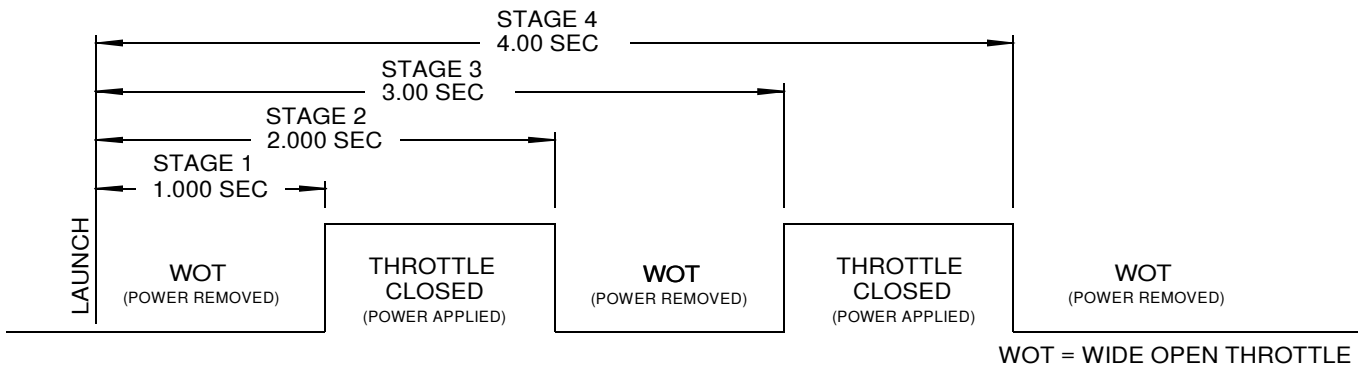 STAGE 4
4.00 SEC
STAGE 3
3.00 SEC
STAGE 2
2.000 SEC
STAGE 1
1.000 SEC
LAUNCH
WOT
(POWER REMOVED)
THROTTLE
CLOSED
(POWER APPLIED)
WOT
(POWER REMOVED)
THROTTLE
CLOSED
(POWER APPLIED)
WOT
(POWER REMOVED)
WOT = WIDE OPEN THROTTLE